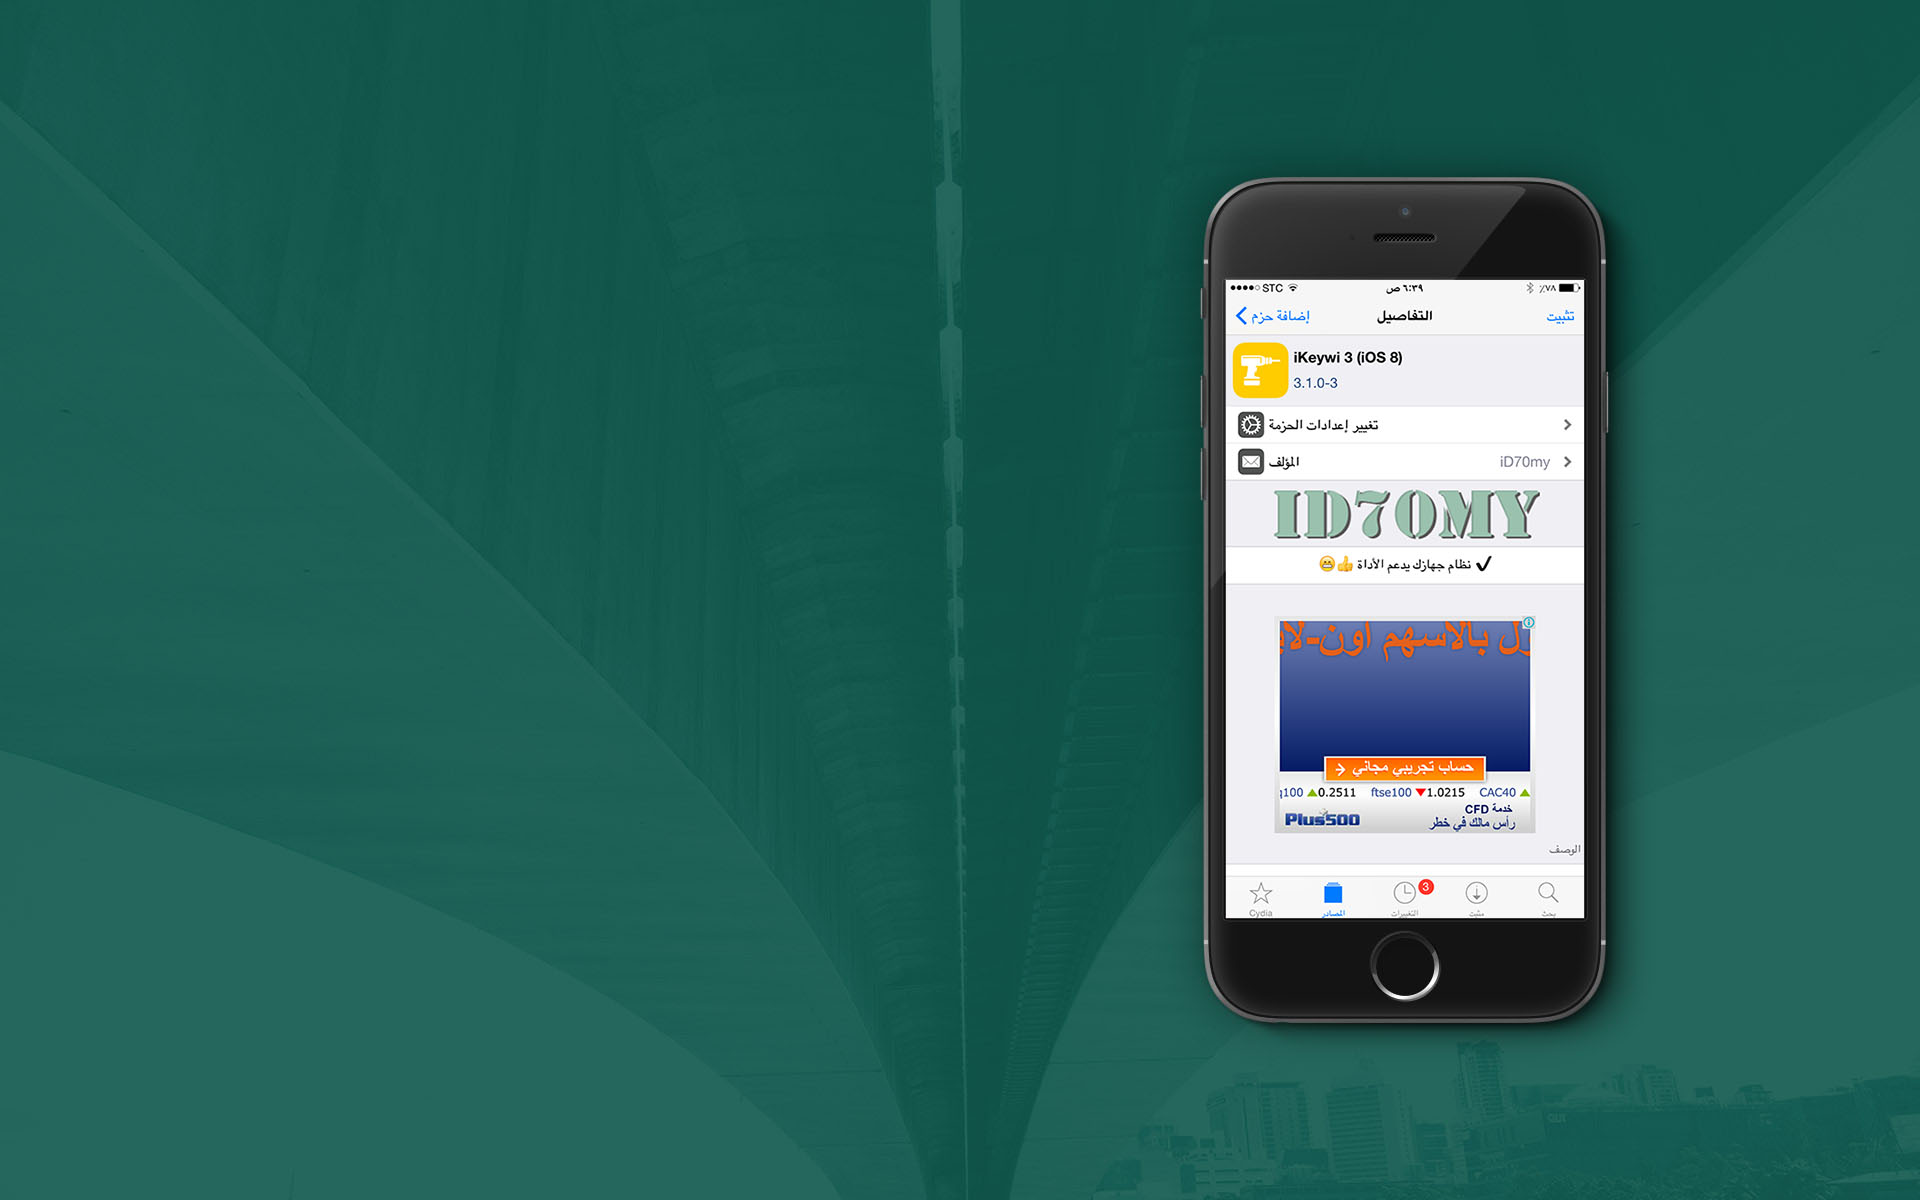 STC ٦:٣٩ ص ٪٧٨
إضافة حزم التفاصيل تثبيت
iKeywi 3 (iOS 8)
3.1.0-3
تغيير إعدادات الحزمة
المؤلف iD70my
ID70MY
✔ نظام جهازك يدعم الأداة 👍😁
بالاسهم اون-لاي
حساب تجريبي مجاني
q100 ▲0.2511 ftse100 ▼1.0215 CAC40 ▲
خدمة CFD
رأس مالك في خطر
Plus500
الوصف
3
Cydia المصادر التغييرات مثبت بحث